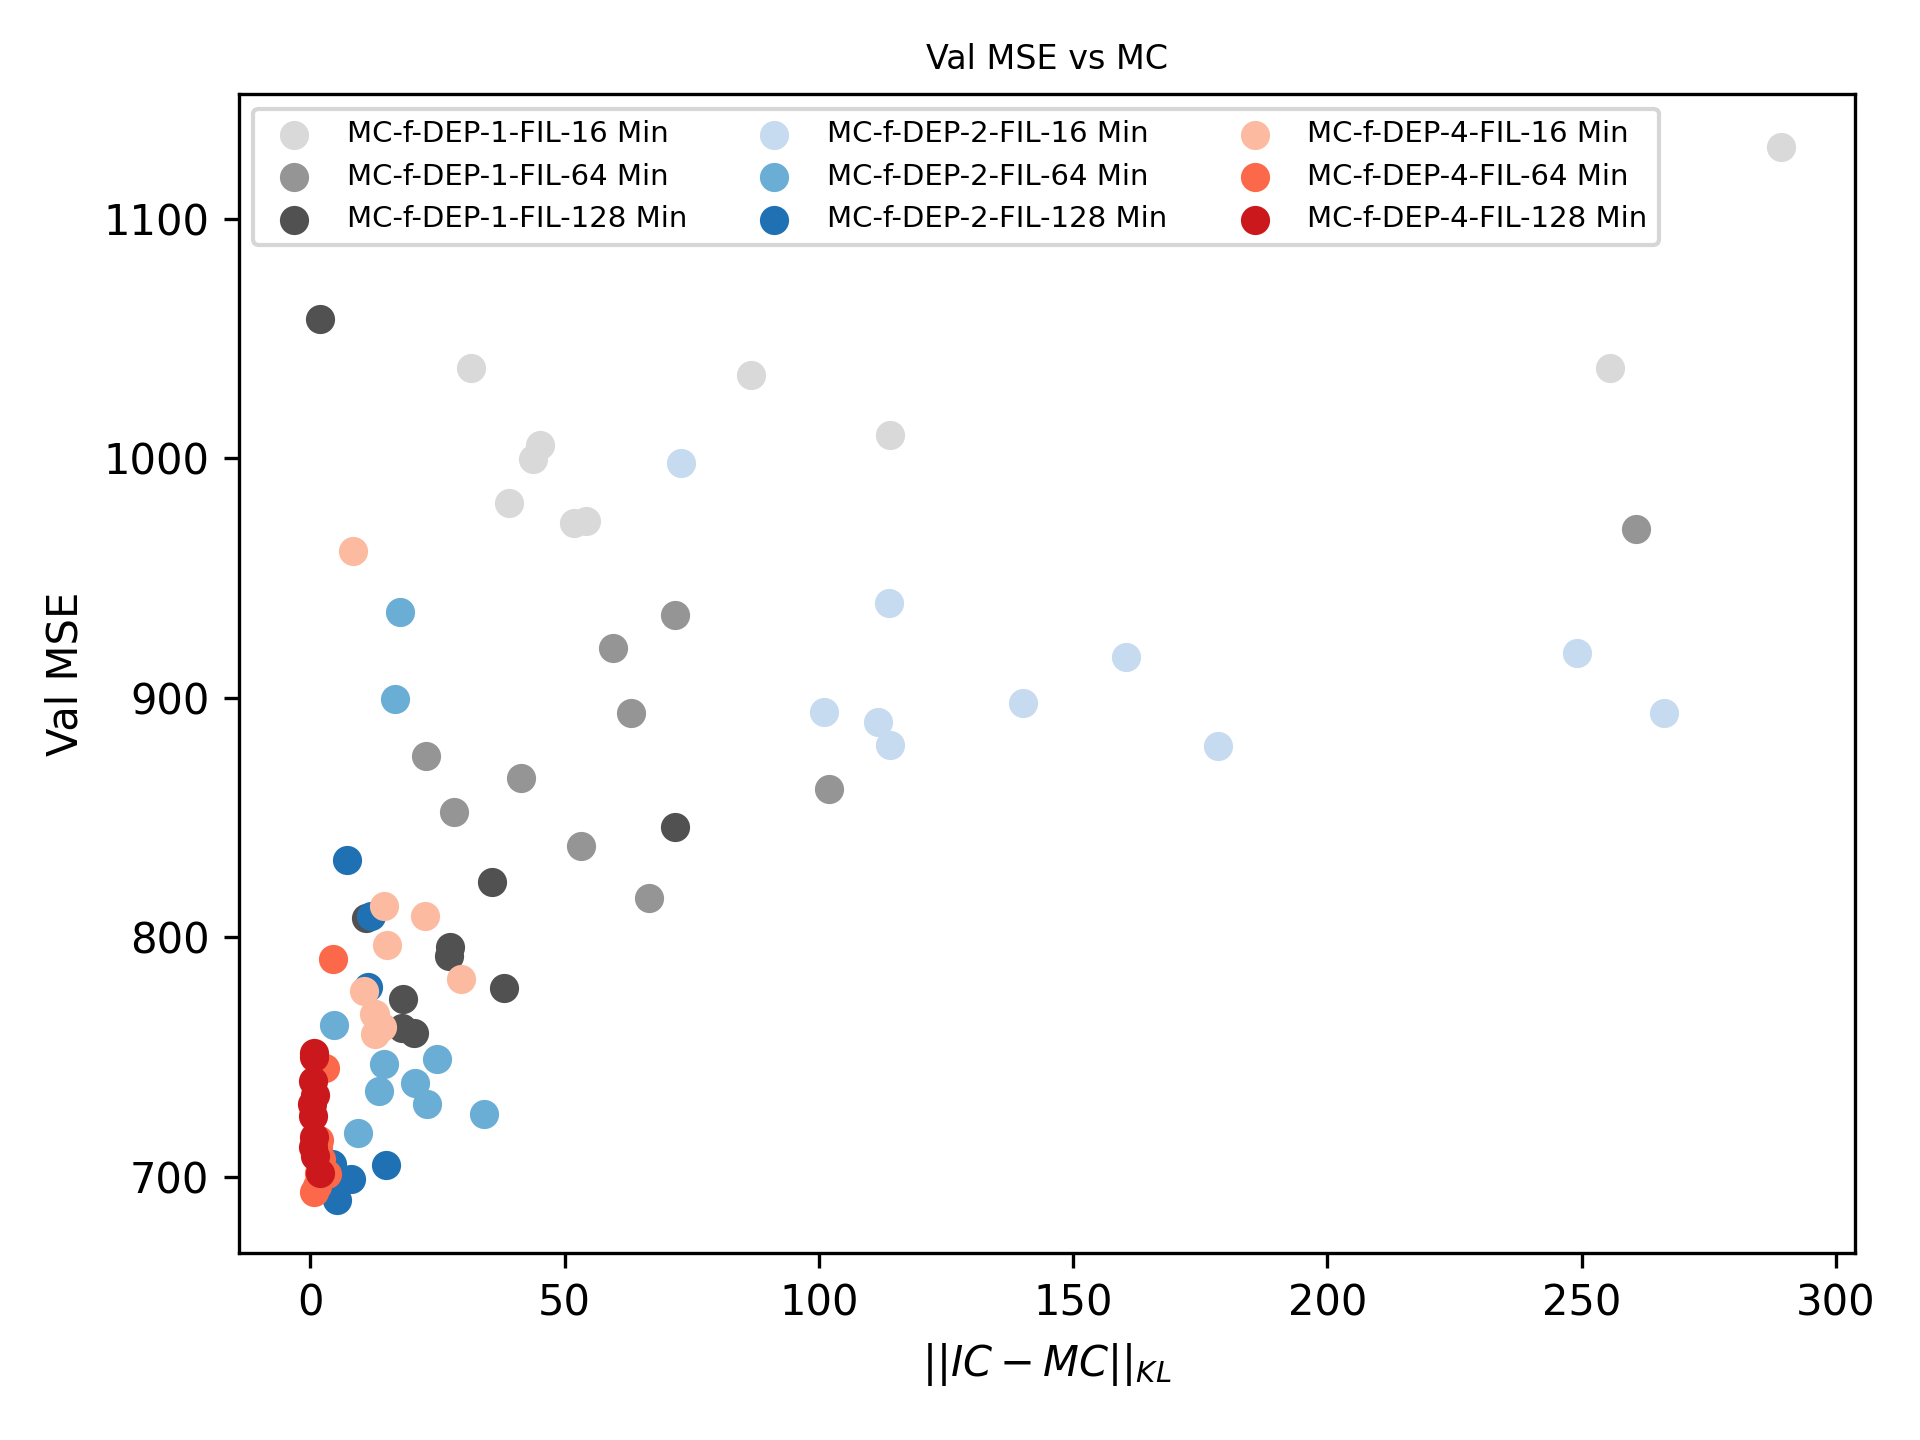 Val MSE vs MC
MC-f-DEP-1-FIL-16 Min
MC-f-DEP-1-FIL-64 Min
MC-f-DEP-1-FIL-128 Min
MC-f-DEP-2-FIL-16 Min
MC-f-DEP-2-FIL-64 Min
MC-f-DEP-2-FIL-128 Min
MC-f-DEP-4-FIL-16 Min
MC-f-DEP-4-FIL-64 Min
MC-f-DEP-4-FIL-128 Min
Val MSE
1100
1000
900
800
700
0 50 100 150 200 250 300
||IC − MC||KL